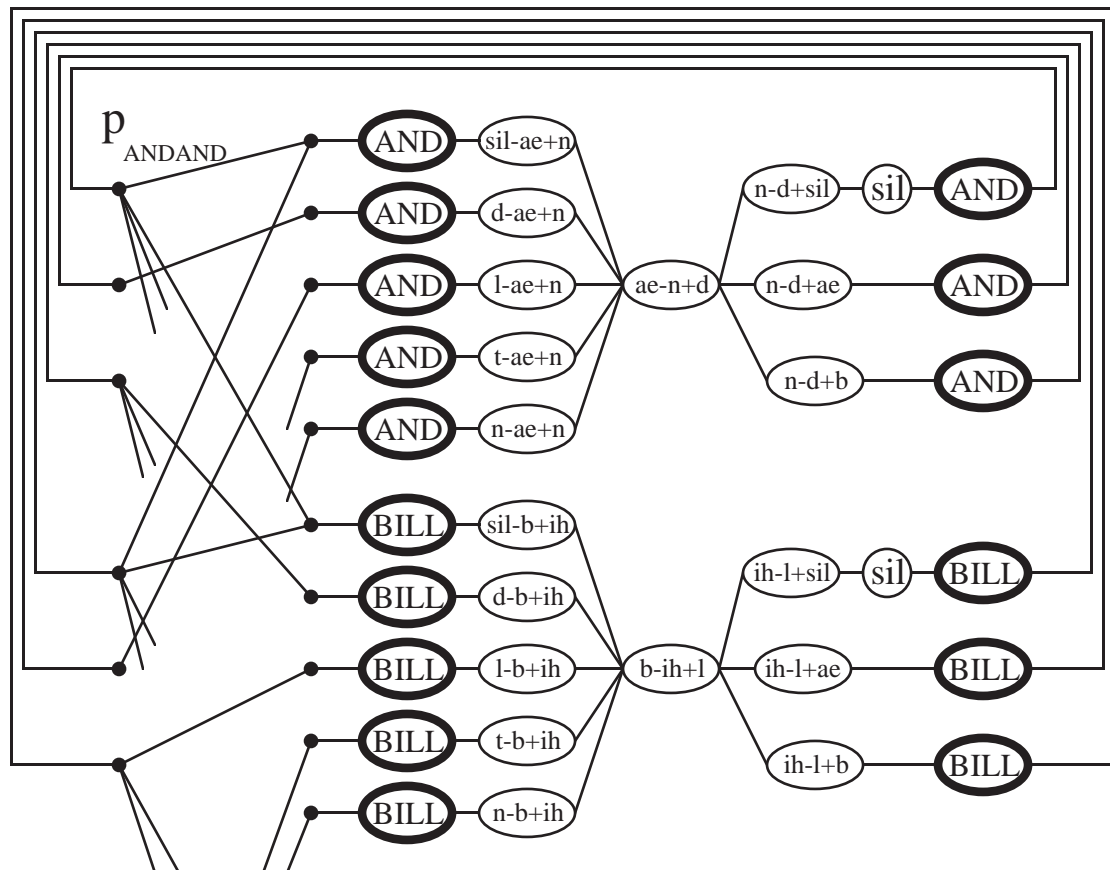 p
ANDAND
AND sil-ae+n
n-d+sil sil AND
AND d-ae+n
AND l-ae+n ae-n+d n-d+ae AND
AND t-ae+n
n-d+b AND
AND n-ae+n
BILL sil-b+ih
ih-l+sil sil BILL
BILL d-b+ih
BILL l-b+ih b-ih+l ih-l+ae BILL
BILL t-b+ih
ih-l+b BILL
BILL n-b+ih